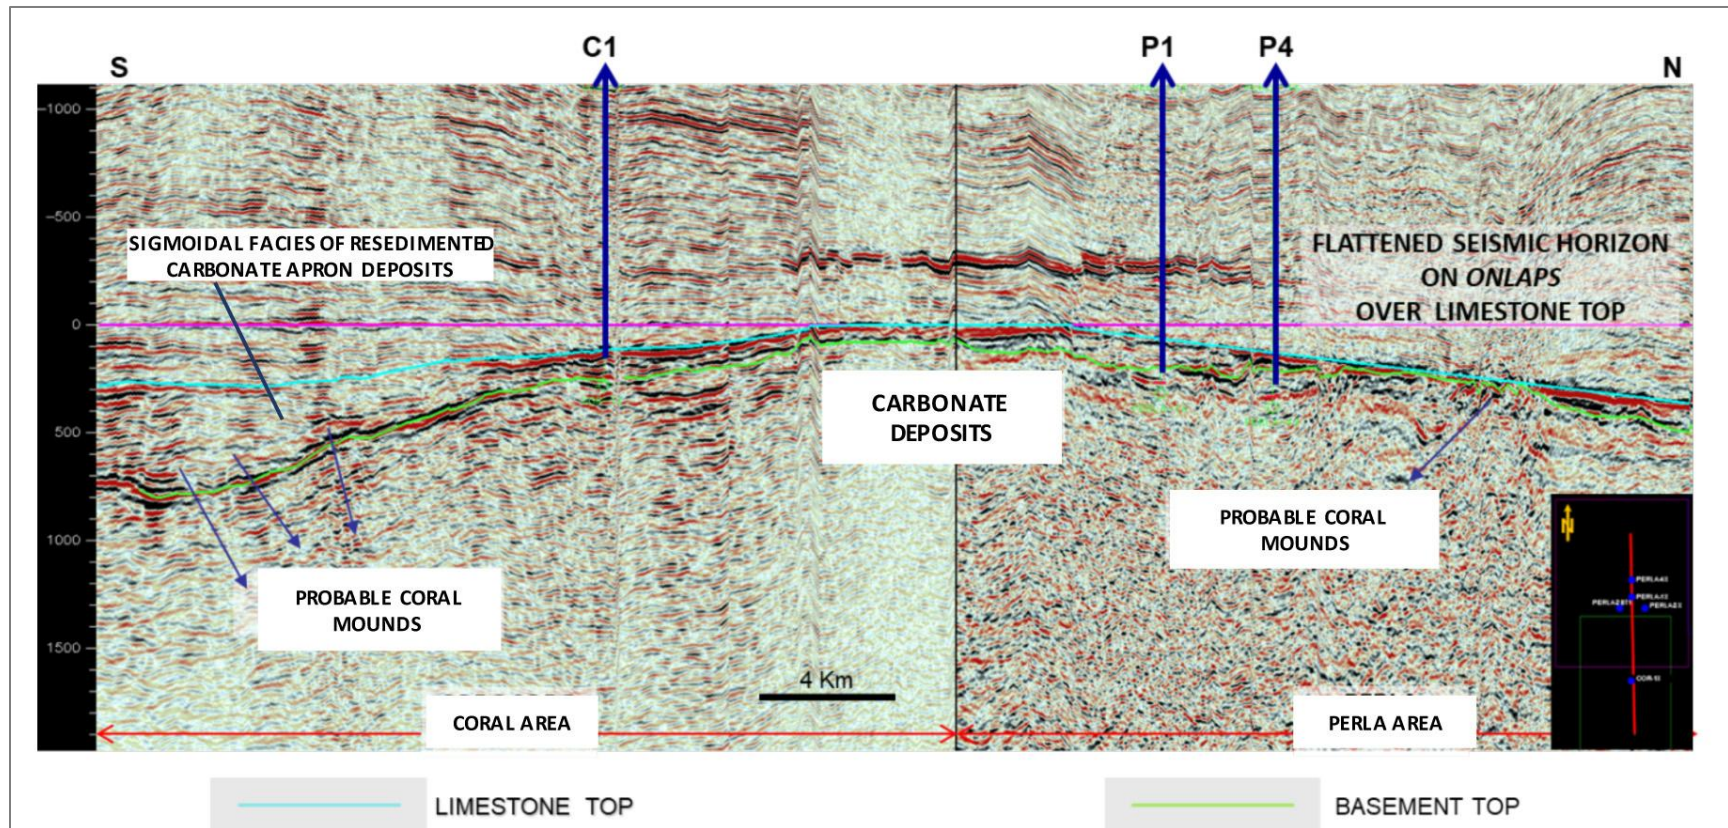 S
C1
P1
P4
N
-1000
-500
0
500
1000
1500
SIGMOIDAL FACIES OF RESEDIMENTED
CARBONATE APRON DEPOSITS
FLATTENED SEISMIC HORIZON
ON ONLAPS
OVER LIMESTONE TOP
CARBONATE
DEPOSITS
PROBABLE CORAL
MOUNDS
PROBABLE CORAL
MOUNDS
4 Km
CORAL AREA
PERLA AREA
N
LIMESTONE TOP
BASEMENT TOP